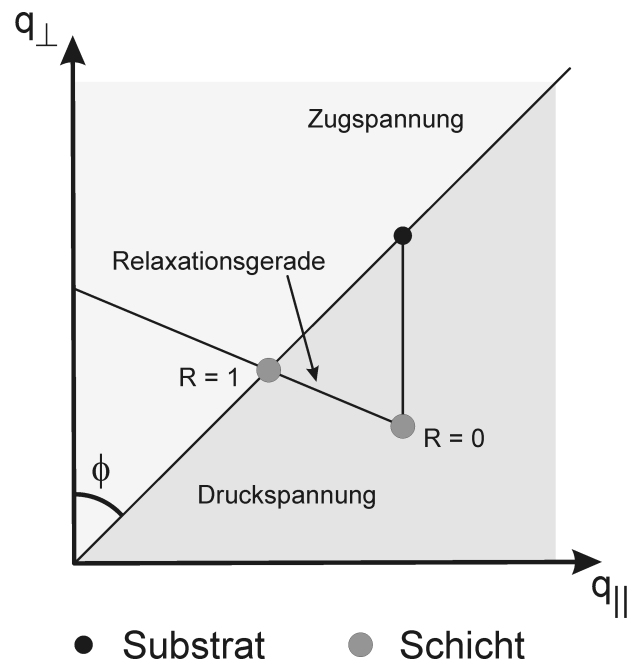 q⊥
Zugspannung
Relaxationsgerade
R = 1
R = 0
ϕ
Druckspannung
q||
Substrat Schicht